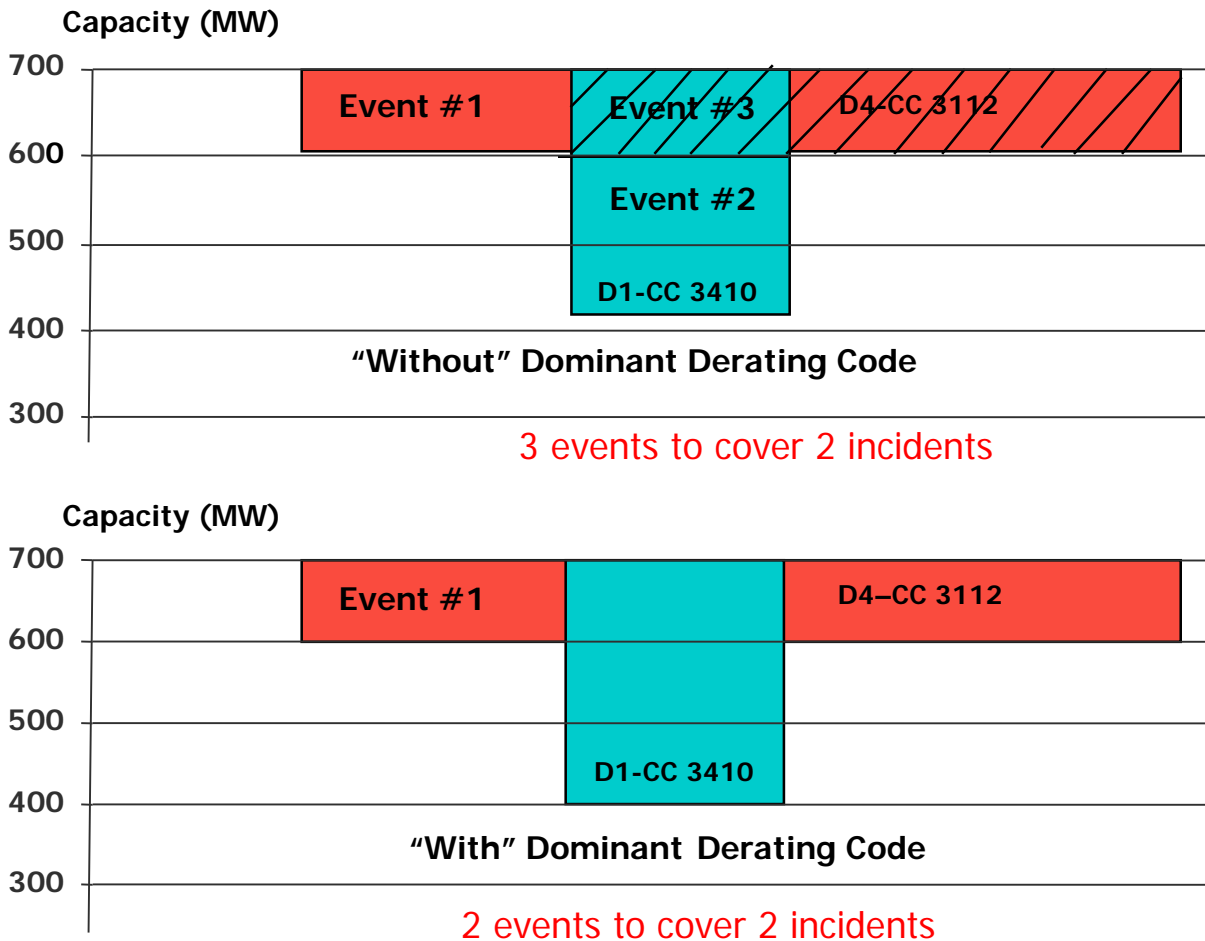 Capacity (MW)
700
Event #1
Event #3
D4-CC 3112
600
Event #2
500
D1-CC 3410
400
“Without” Dominant Derating Code
300
3 events to cover 2 incidents
Capacity (MW)
700
Event #1
D4–CC 3112
600
500
D1-CC 3410
400
“With” Dominant Derating Code
300
2 events to cover 2 incidents